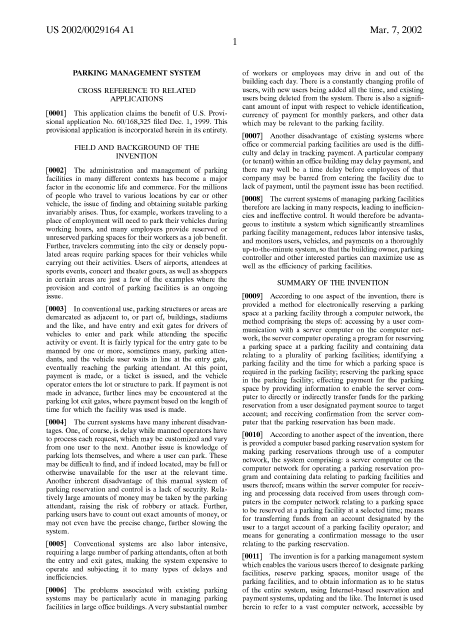 US 2002/0029164 A1
Mar. 7, 2002
1
PARKING MANAGEMENT SYSTEM
CROSS REFERENCE TO RELATED
APPLICATIONS
[0001] This application claims the benefit of U.S. Provi-
sional application No. 60/168,325 filed Dec. 1, 1999. This
provisional application is incorporated herein in its entirety.
FIELD AND BACKGROUND OF THE
INVENTION
[0002] The administration and management of parking
facilities in many different contexts has become a major
factor in the economic life and commerce. For the millions
of people who travel to various locations by car or other
vehicle, the issue of finding and obtaining suitable parking
invariably arises. Thus, for example, workers traveling to a
place of employment will need to park their vehicles during
working hours, and many employers provide reserved or
unreserved parking spaces for their workers as a job benefit.
Further, travelers commuting into the city or densely popu-
lated areas require parking spaces for their vehicles while
carrying out their activities. Users of airports, attendees at
sports events, concert and theater goers, as well as shoppers
in certain areas are just a few of the examples where the
provision and control of parking facilities is an ongoing
issue.
[0003] In conventional use, parking structures or areas are
demarcated as adjacent to, or part of, buildings, stadiums
and the like, and have entry and exit gates for drivers of
vehicles to enter and park while attending the specific
activity or event. It is fairly typical for the entry gate to be
manned by one or more, sometimes many, parking atten-
dants, and the vehicle user waits in line at the entry gate,
eventually reaching the parking attendant. At this point,
payment is made, or a ticket is issued, and the vehicle
operator enters the lot or structure to park. If payment is not
made in advance, further lines may be encountered at the
parking lot exit gates, where payment based on the length of
time for which the facility was used is made.
[0004] The current systems have many inherent disadvan-
tages. One, of course, is delay while manned operators have
to process each request, which may be customized and vary
from one user to the next. Another issue is knowledge of
parking lots themselves, and where a user can park. These
may be difficult to find, and if indeed located, may be full or
otherwise unavailable for the user at the relevant time.
Another inherent disadvantage of this manual system of
parking reservation and control is a lack of security. Rela-
tively large amounts of money may be taken by the parking
attendant, raising the risk of robbery or attack. Further,
parking users have to count out exact amounts of money, or
may not even have the precise change, further slowing the
system.
[0005] Conventional systems are also labor intensive,
requiring a large number of parking attendants, often at both
the entry and exit gates, making the system expensive to
operate and subjecting it to many types of delays and
inefficiencies.
[0006] The problems associated with existing parking
systems may be particularly acute in managing parking
facilities in large office buildings. A very substantial number
of workers or employees may drive in and out of the
building each day. There is a constantly changing profile of
users, with new users being added all the time, and existing
users being deleted from the system. There is also a signifi-
cant amount of input with respect to vehicle identification,
currency of payment for monthly parkers, and other data
which may be relevant to the parking facility.
[0007] Another disadvantage of existing systems where
office or commercial parking facilities are used is the diffi-
culty and delay in tracking payment. A particular company
(or tenant) within an office building may delay payment, and
there may well be a time delay before employees of that
company may be barred from entering the facility due to
lack of payment, until the payment issue has been rectified.
[0008] The current systems of managing parking facilities
therefore are lacking in many respects, leading to inefficien-
cies and ineffective control. It would therefore be advanta-
geous to institute a system which significantly streamlines
parking facility management, reduces labor intensive tasks,
and monitors users, vehicles, and payments on a thoroughly
up-to-the-minute system, so that the building owner, parking
controller and other interested parties can maximize use as
well as the efficiency of parking facilities.
SUMMARY OF THE INVENTION
[0009] According to one aspect of the invention, there is
provided a method for electronically reserving a parking
space at a parking facility through a computer network, the
method comprising the steps of: accessing by a user com-
munication with a server computer on the computer net-
work, the server computer operating a program for reserving
a parking space at a parking facility and containing data
relating to a plurality of parking facilities; identifying a
parking facility and the time for which a parking space is
required in the parking facility; reserving the parking space
in the parking facility, effecting payment for the parking
space by providing information to enable the server com-
puter to directly or indirectly transfer funds for the parking
reservation from a user designated payment source to target
account; and receiving confirmation from the server com-
puter that the parking reservation has been made.
[0010] According to another aspect of the invention, there
is provided a computer based parking reservation system for
making parking reservations through use of a computer
network, the system comprising: a server computer on the
computer network for operating a parking reservation pro-
gram and containing data relating to parking facilities and
users thereof; means within the server computer for receiv-
ing and processing data received from users through com-
puters in the computer network relating to a parking space
to be reserved at a parking facility at a selected time; means
for transferring funds from an account designated by the
user to a target account of a parking facility operator; and
means for generating a confirmation message to the user
relating to the parking reservation.
[0011] The invention is for a parking management system
which enables the various users thereof to designate parking
facilities, reserve parking spaces, monitor usage of the
parking facilities, and to obtain information as to the status
of the entire system, using Internet-based reservation and
payment systems, updating and the like. The Internet is used
herein to refer to a vast computer network, accessible by